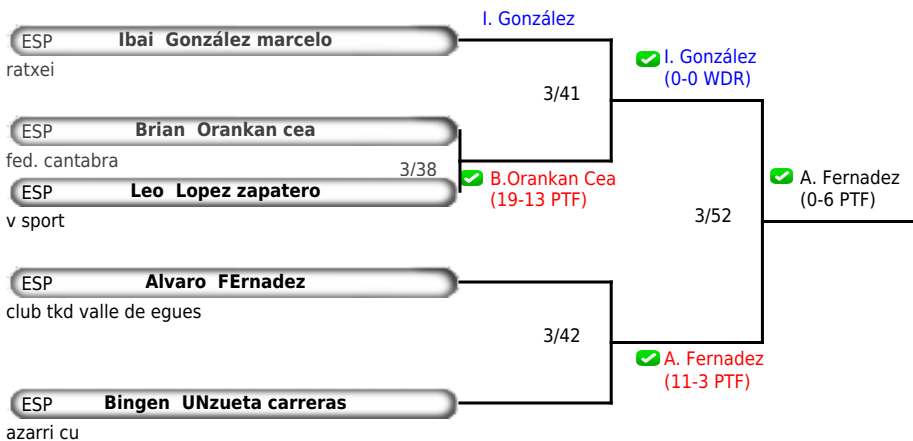 I. González
ESP Ibai González marcelo
ratxei
I. González
(0-0 WDR)
3/41
ESP Brian Orankan cea
fed. cantabra
3/38
B.Orankan Cea
(19-13 PTF)
ESP Leo Lopez zapatero
v sport
A. Fernadez
(0-6 PTF)
3/52
ESP Alvaro FErnadez
club tkd valle de egues
3/42
A. Fernadez
(11-3 PTF)
ESP Bingen UNzueta carreras
azarri cu